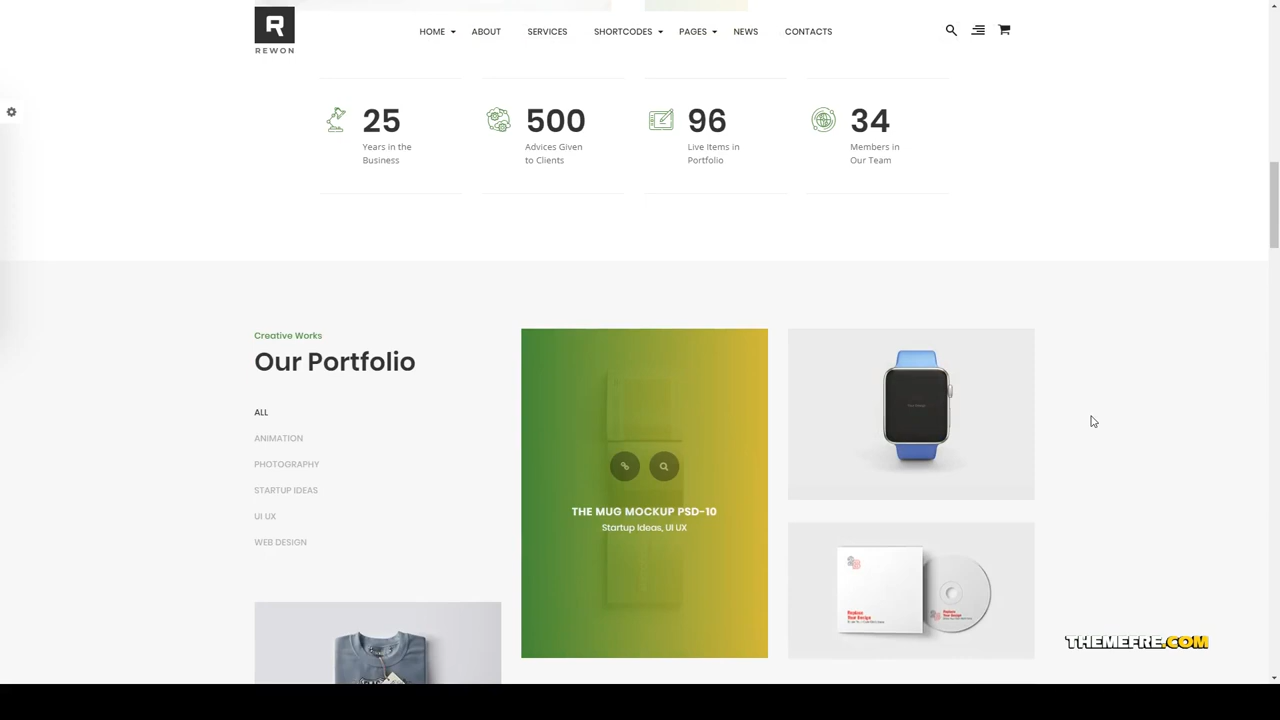 R
REWON
HOME
ABOUT
SERVICES
SHORTCODES
PAGES
NEWS
CONTACTS
25
Years in the
Business
500
Advices Given
to Clients
96
Live Items in
Portfolio
34
Members in
Our Team
Creative Works
Our Portfolio
ALL
ANIMATION
PHOTOGRAPHY
STARTUP IDEAS
UI UX
WEB DESIGN
THE MUG MOCKUP PSD-10
Startup Ideas, UI UX
Your Design
THEMEFRE.COM